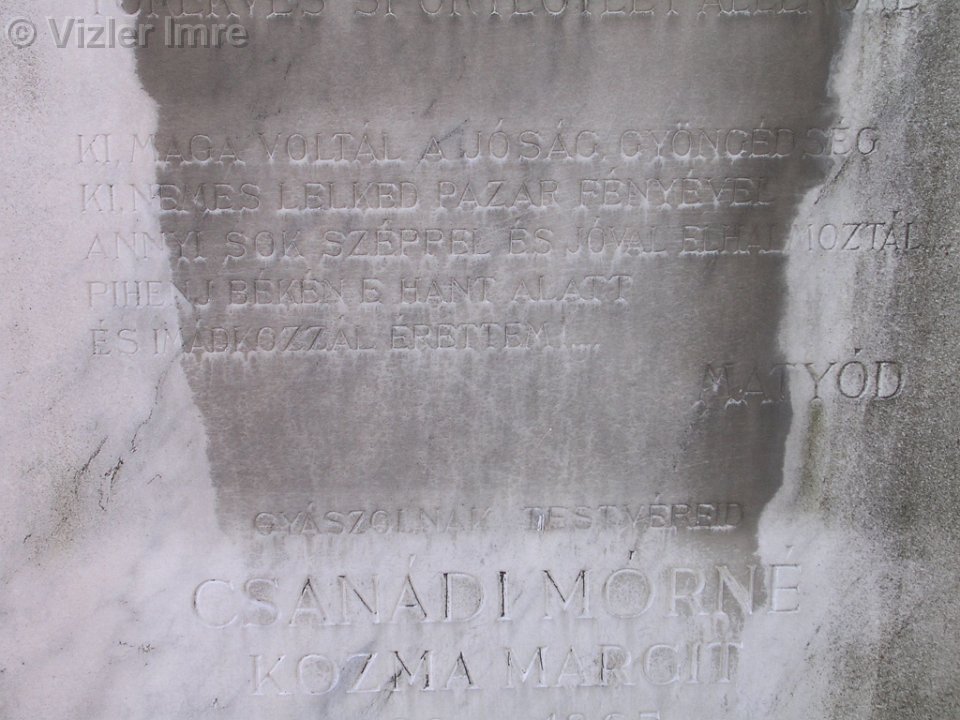 © Vizler Imre
KI, MAGA VOLTÁL A JÓSÁG, GYÖNGÉDSÉG
KI, NEMES LELKED PAZAR FÉNYÉVEL
ANNYI SOK SZÉPPEL ÉS JÓVAL ELHALMOZTÁL
PIHENJ BÉKÉN E HANT ALATT
ÉS IMÁDKOZZÁL ÉRETTEM!....
MATYÓD
GYÁSZOLNAK TESTVÉREID
CSANÁDI MÓRNÉ
KOZMA MARGIT